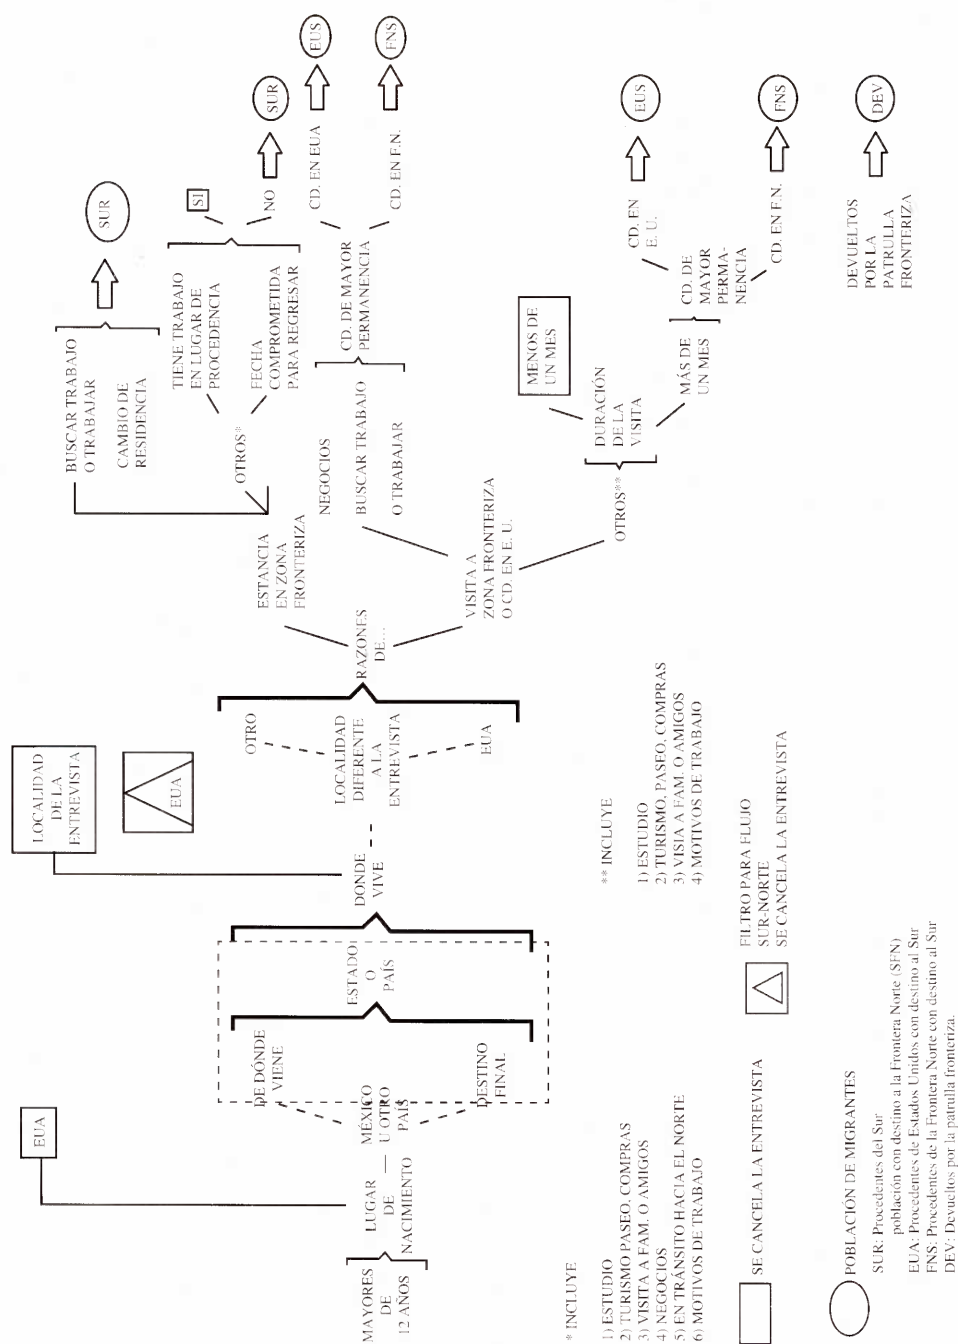 MAYORES
DE
12 AÑOS
LUGAR
DE
NACIMIENTO
EUA
MÉXICO
U OTRO
PAÍS
DE DÓNDE
VIENE
DESTINO
FINAL
ESTADO
O
PAÍS
DONDE
VIVE
LOCALIDAD
DE LA
ENTREVISTA
EUA
OTRO
LOCALIDAD
DIFERENTE
A LA
ENTREVISTA
EUA
RAZONES
DE...
ESTANCIA
EN ZONA
FRONTERIZA
VISITA A
ZONA FRONTERIZA
O CD. EN E. U.
BUSCAR TRABAJO
O TRABAJAR
CAMBIO DE
RESIDENCIA
SUR
OTROS*
TIENE TRABAJO
EN LUGAR DE
PROCEDENCIA
FECHA
COMPROMETIDA
PARA REGRESAR
SI
NO
SUR
NEGOCIOS
BUSCAR TRABAJO
O TRABAJAR
CD. DE MAYOR
PERMANENCIA
CD. EN EUA
EUS
CD. EN F.N.
FNS
OTROS**
DURACIÓN
DE LA
VISITA
MENOS DE
UN MES
MÁS DE
UN MES
CD. DE
MAYOR
PERMA-
NENCIA
CD. EN
E. U.
EUS
CD. EN F.N.
FNS
DEVUELTOS
POR LA
PATRULLA
FRONTERIZA
DEV
* INCLUYE
1) ESTUDIO
2) TURISMO PASEO, COMPRAS
3) VISITA A FAM. O AMIGOS
4) NEGOCIOS
5) EN TRÁNSITO HACIA EL NORTE
6) MOTIVOS DE TRABAJO
** INCLUYE
1) ESTUDIO
2) TURISMO, PASEO, COMPRAS
3) VISIA A FAM. O AMIGOS
4) MOTIVOS DE TRABAJO
SE CANCELA LA ENTREVISTA
FILTRO PARA FLUJO
SUR-NORTE
SE CANCELA LA ENTREVISTA
POBLACIÓN DE MIGRANTES
SUR: Procedentes del Sur
población con destino a la Frontera Norte (SFN)
EUA: Procedentes de Estados Unidos con destino al Sur
FNS: Procedentes de la Frontera Norte con destino al Sur
DEV: Devueltos por la patrulla fronteriza.